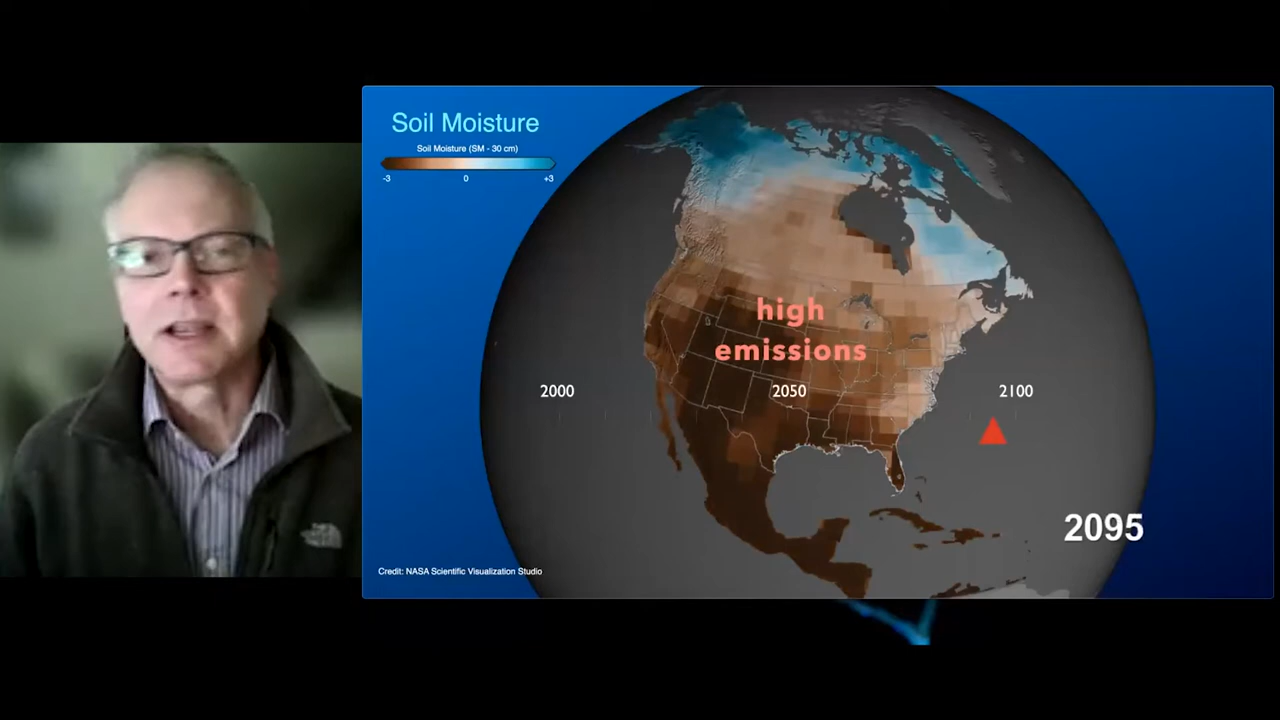 Soil Moisture
Soil Moisture (SM - 30 cm)
-3 0 +3
high
emissions
2000 2050 2100
2095
Credit: NASA Scientific Visualization Studio